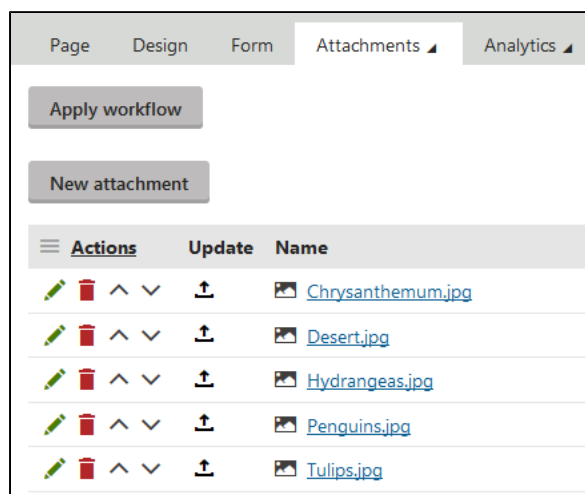 Page Design Form Attachments Analytics
Apply workflow
New attachment
Actions Update Name
Chrysanthemum.jpg
Desert.jpg
Hydrangeas.jpg
Penguins.jpg
Tulips.jpg